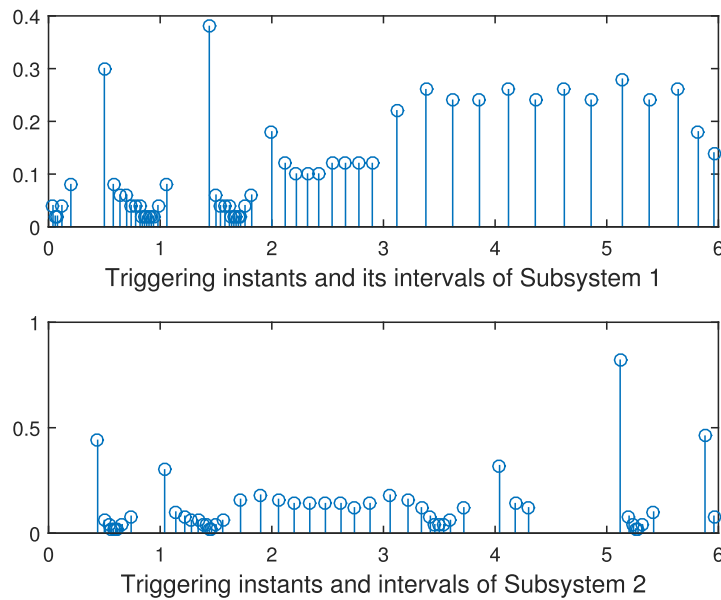 0.4
0.3
0.2
0.1
0
0 1 2 3 4 5 6
Triggering instants and its intervals of Subsystem 1
1
0.5
0
0 1 2 3 4 5 6
Triggering instants and intervals of Subsystem 2